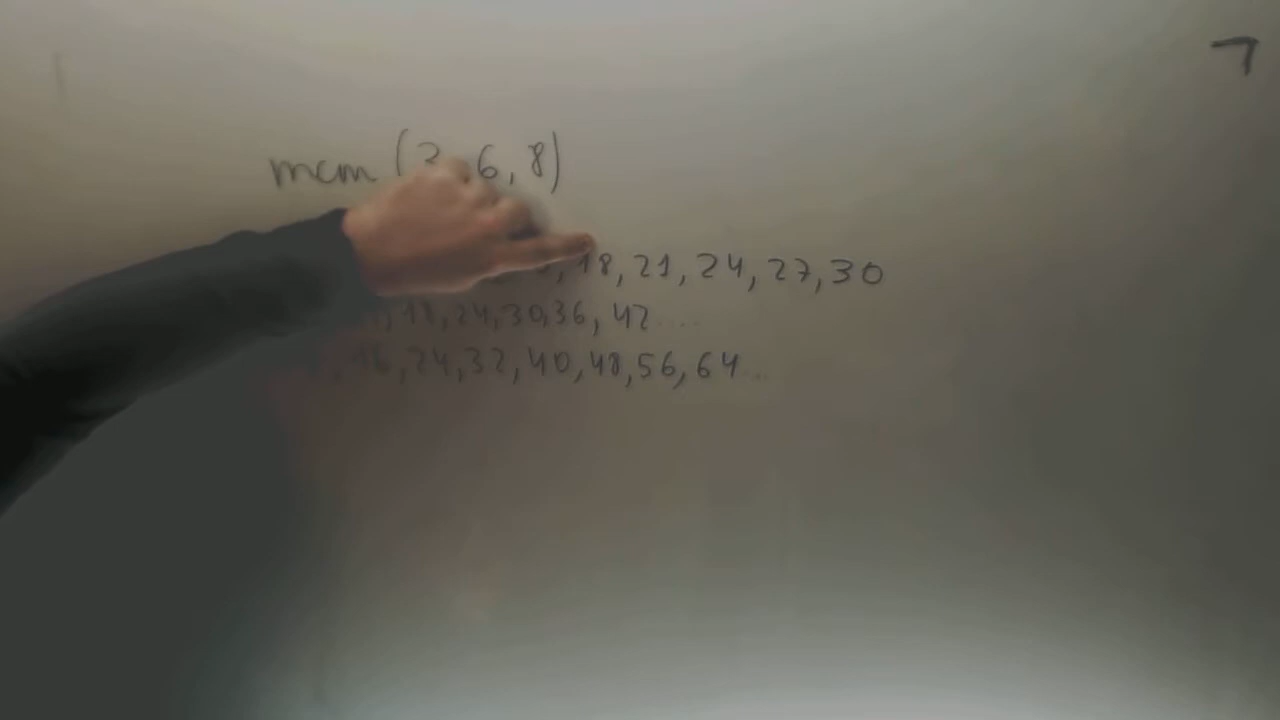 7
mcm (3, 6, 8)
18, 21, 24, 27, 30
18, 24, 30, 36, 42....
16, 24, 32, 40, 48, 56, 64...